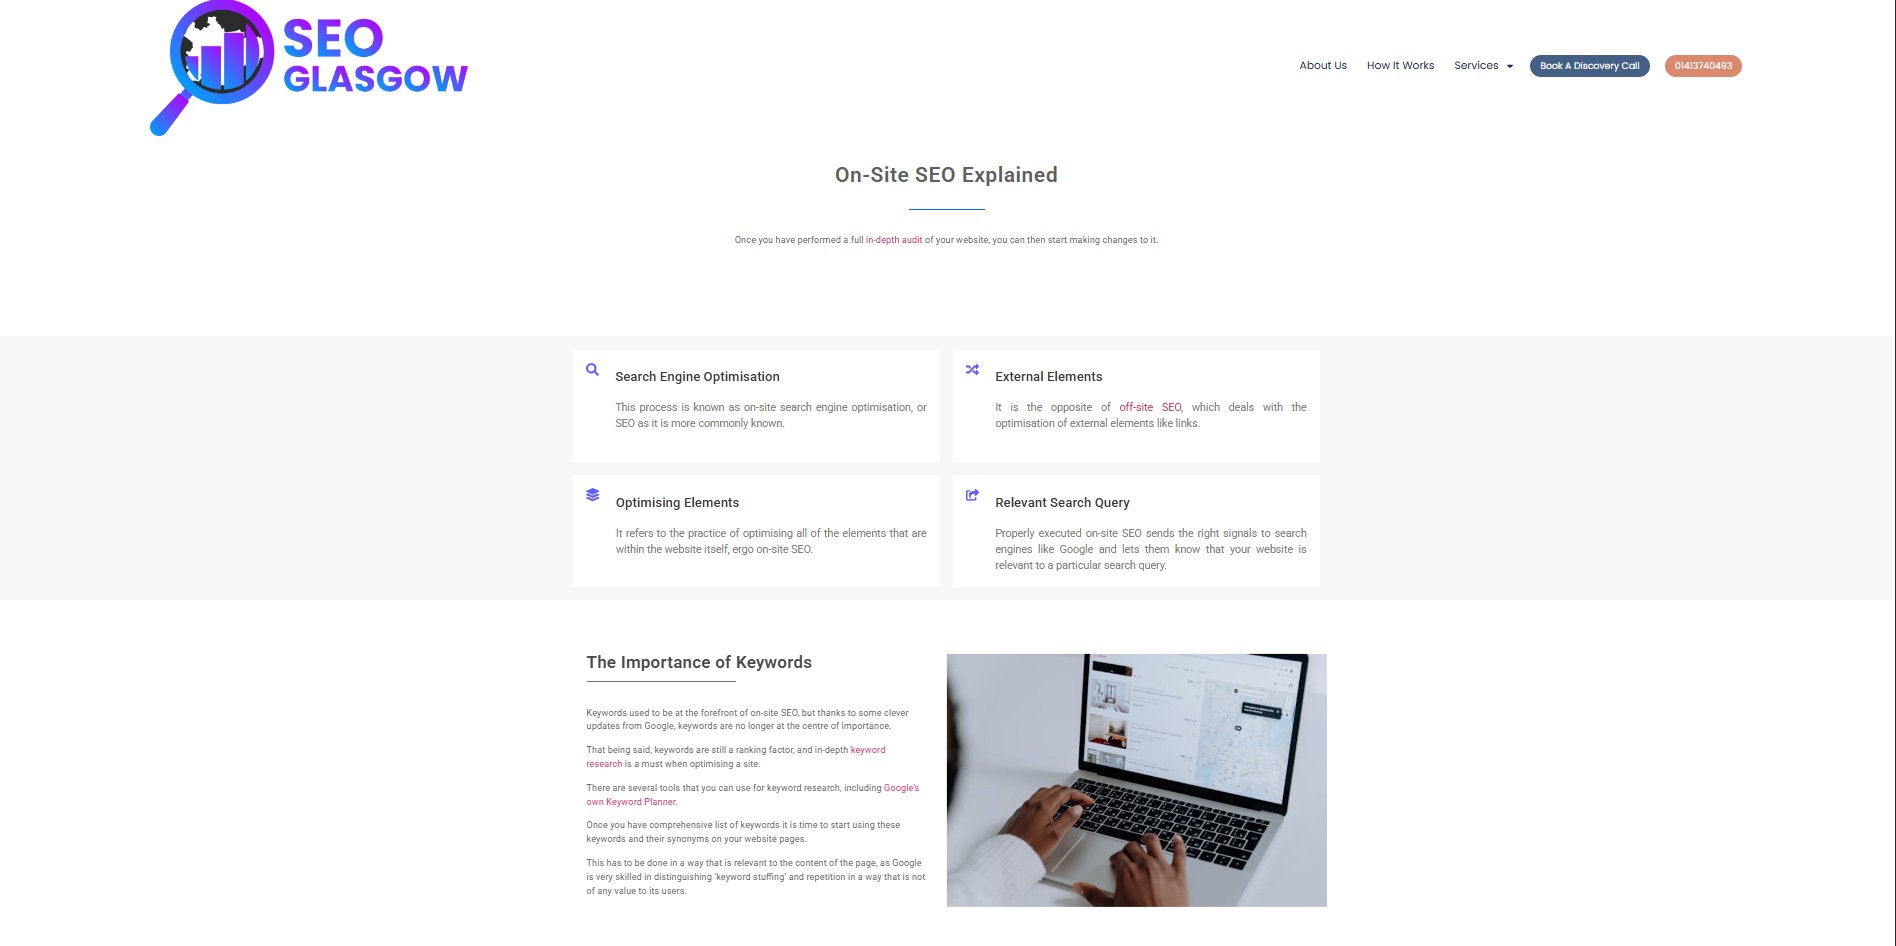 SEO
GLASGOW
About Us
How It Works
Services
Book A Discovery Call
01413740493
On-Site SEO Explained
Once you have performed a full in-depth audit of your website, you can then start making changes to it.
Search Engine Optimisation
This process is known as on-site search engine optimisation, or
SEO as it is more commonly known.
External Elements
It is the opposite of off-site SEO, which deals with the
optimisation of external elements like links.
Optimising Elements
It refers to the practice of optimising all of the elements that are
within the website itself, ergo on-site SEO.
Relevant Search Query
Properly executed on-site SEO sends the right signals to search
engines like Google and lets them know that your website is
relevant to a particular search query.
The Importance of Keywords
Keywords used to be at the forefront of on-site SEO, but thanks to some clever
updates from Google, keywords are no longer at the centre of importance.
That being said, keywords are still a ranking factor, and in-depth keyword
research is a must when optimising a site.
There are several tools that you can use for keyword research, including Google's
own Keyword Planner.
Once you have comprehensive list of keywords it is time to start using these
keywords and their synonyms on your website pages.
This has to be done in a way that is relevant to the content of the page, as Google
is very skilled in distinguishing 'keyword stuffing' and repetition in a way that is not
of any value to its users.